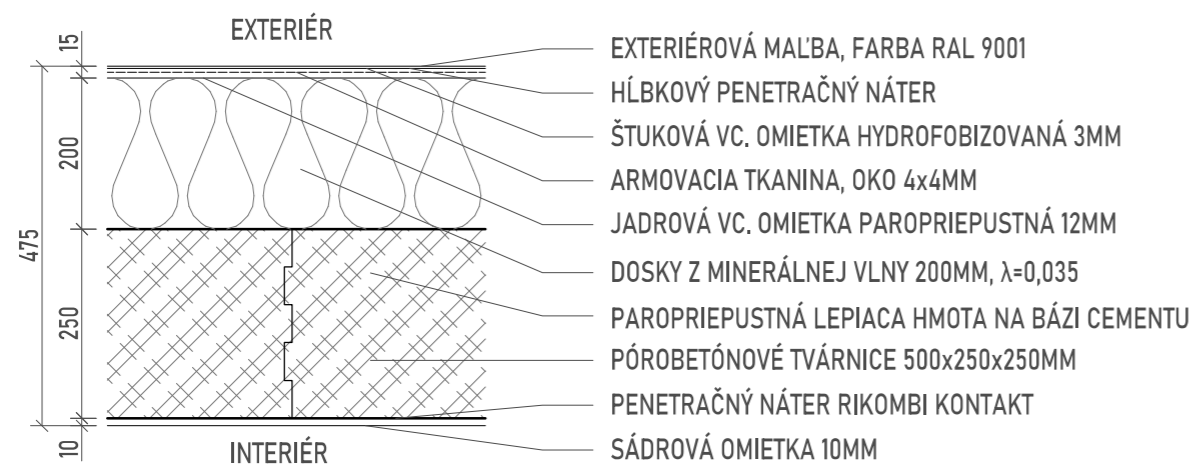 EXTERIÉR
15
200
475
250
10
INTERIÉR
EXTERIÉROVÁ MAĽBA, FARBA RAL 9001
HĹBKOVÝ PENETRAČNÝ NÁTER
ŠTUKOVÁ VC. OMIETKA HYDROFOBIZOVANÁ 3MM
ARMOVACIA TKANINA, OKO 4x4MM
JADROVÁ VC. OMIETKA PAROPRIEPUSTNÁ 12MM
DOSKY Z MINERÁLNEJ VLNY 200MM, λ=0,035
PAROPRIEPUSTNÁ LEPIACA HMOTA NA BÁZI CEMENTU
PÓROBETÓNOVÉ TVÁRNICE 500x250x250MM
PENETRAČNÝ NÁTER RIKOMBI KONTAKT
SÁDROVÁ OMIETKA 10MM